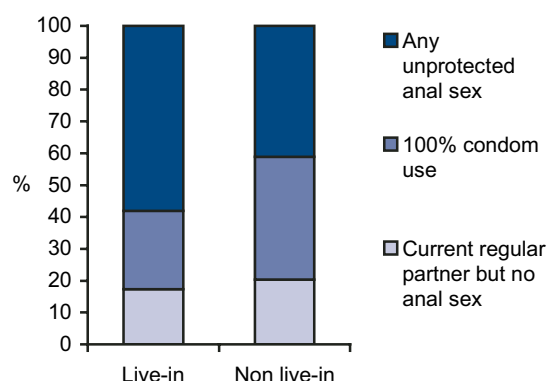 100
90
80
70
60
50
40
30
20
10
0
%
Live-in
Non live-in
Any
unprotected
anal sex
100% condom
use
Current regular
partner but no
anal sex